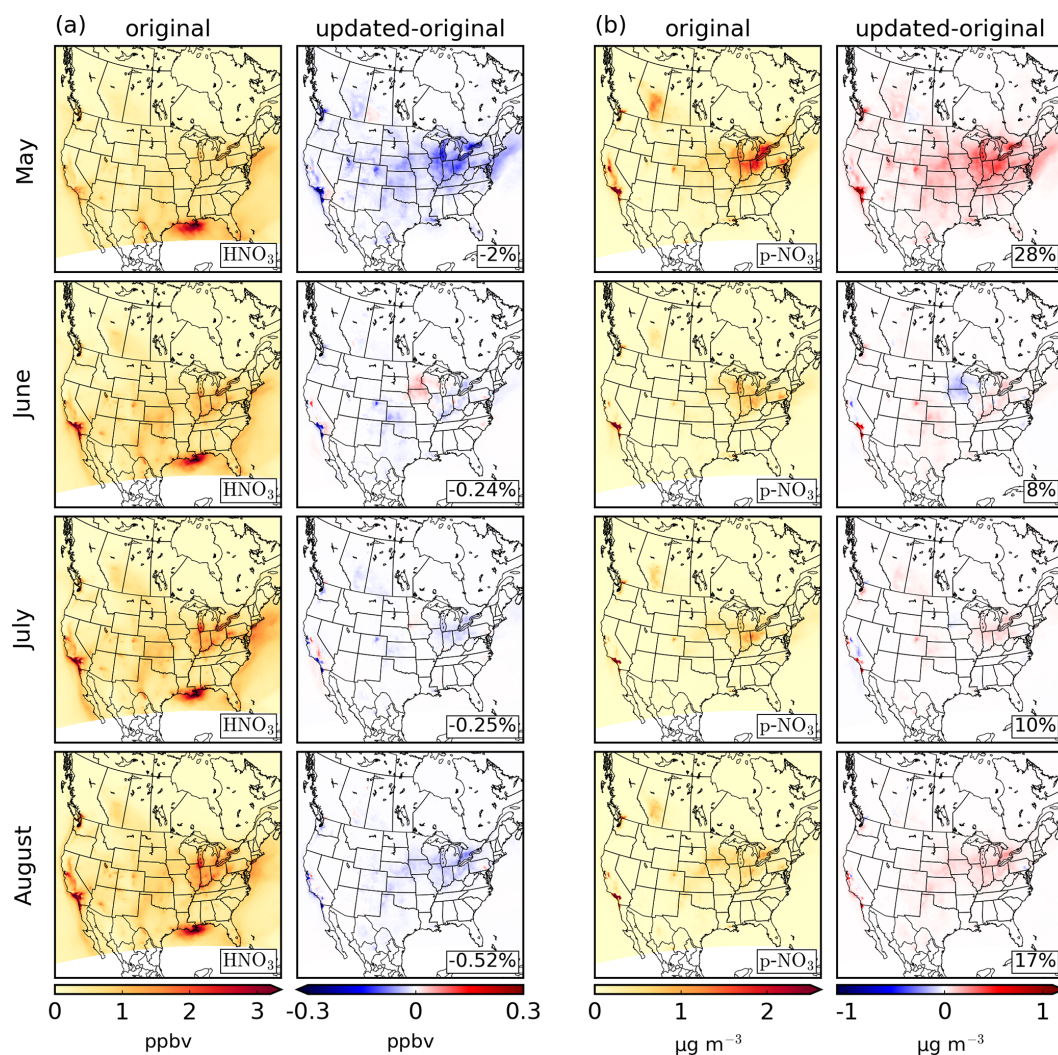 (a) original updated-original (b) original updated-original
May
HNO₃ -2% p-NO₃ 28%
June
HNO₃ -0.24% p-NO₃ 8%
July
HNO₃ -0.25% p-NO₃ 10%
August
HNO₃ -0.52% p-NO₃ 17%
0 1 2 3 -0.3 0 0.3 0 1 2 -1 0 1
ppbv ppbv μg m⁻³ μg m⁻³